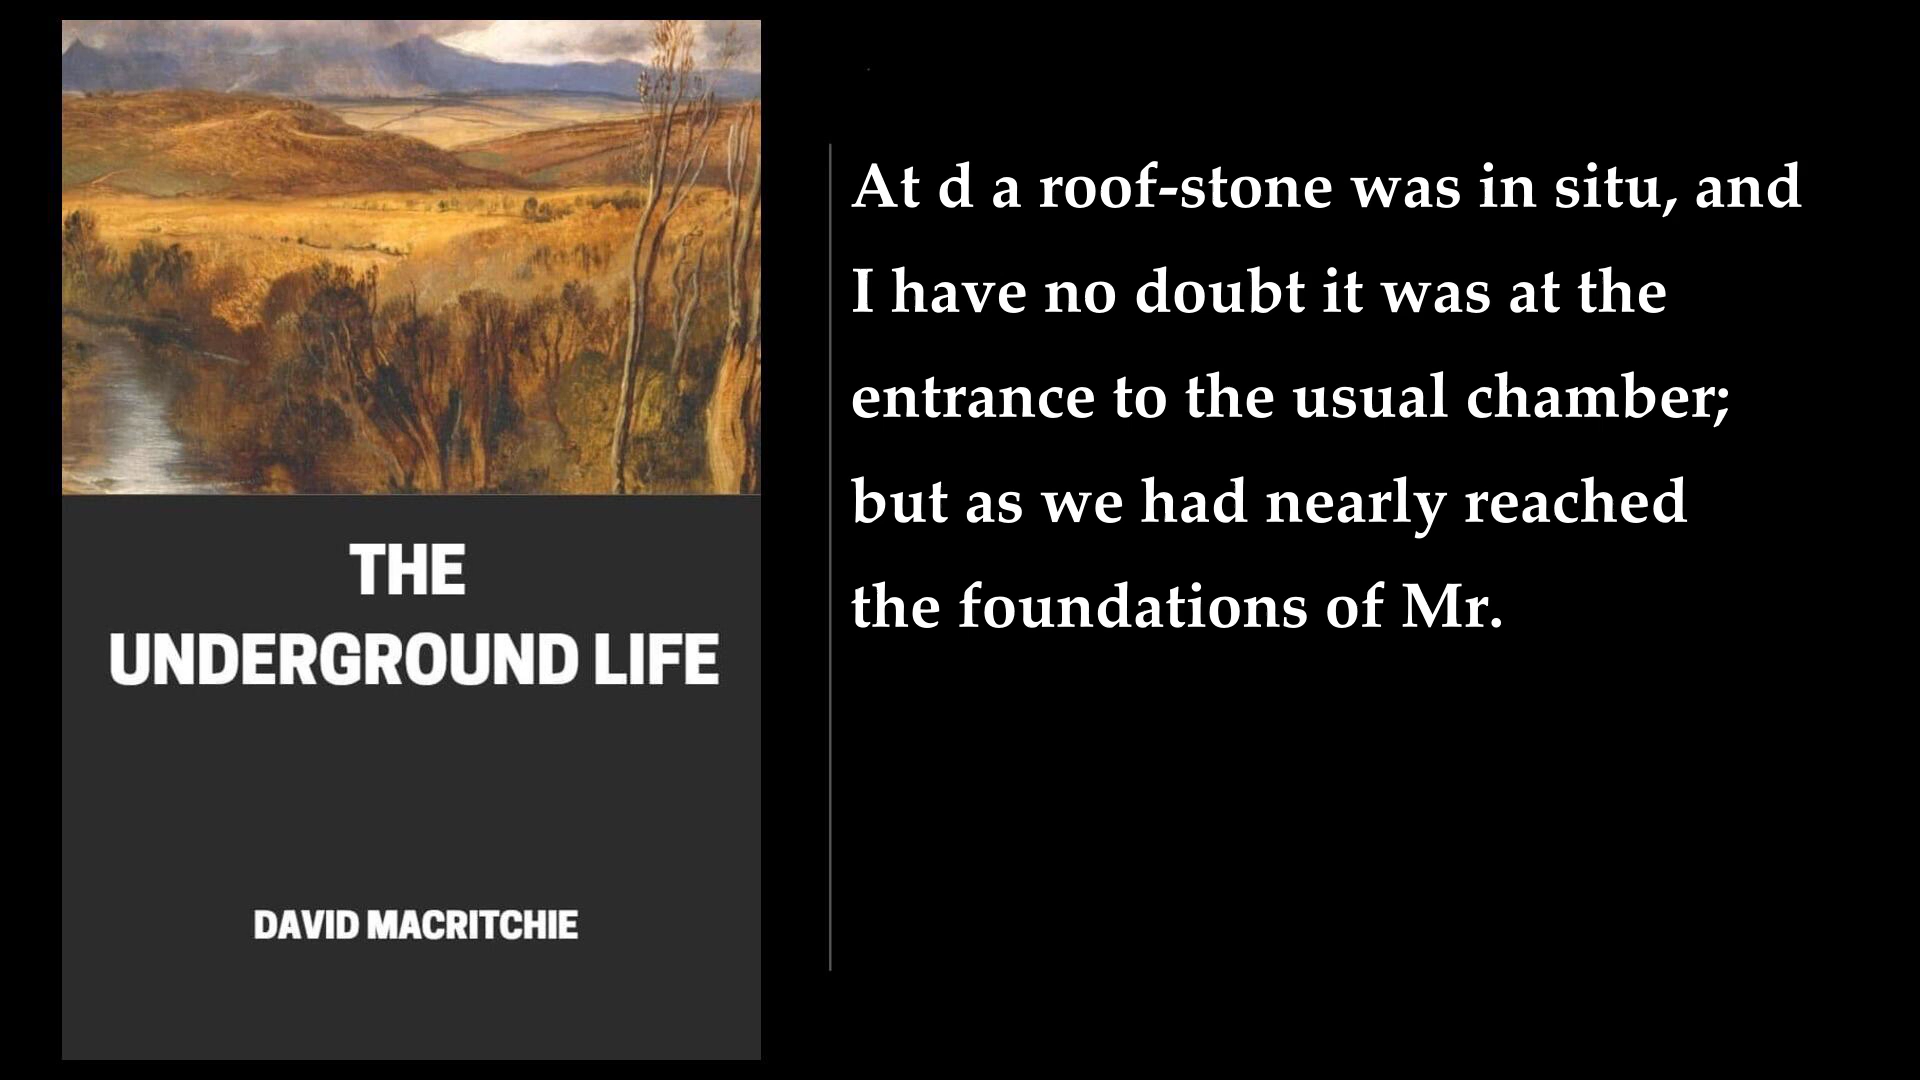 THE
UNDERGROUND LIFE
DAVID MACRITCHIE
At d a roof-stone was in situ, and
I have no doubt it was at the
entrance to the usual chamber;
but as we had nearly reached
the foundations of Mr.